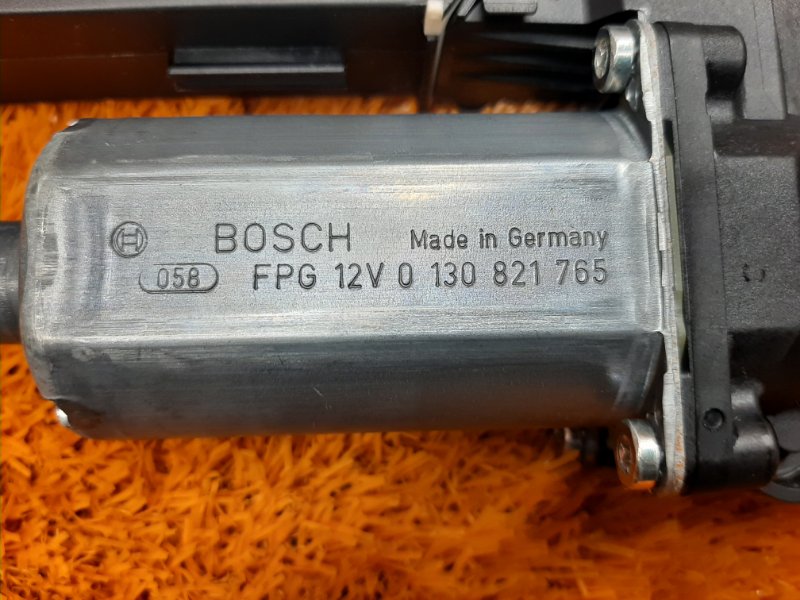 BOSCH Made in Germany
058 FPG 12V 0 130 821 765